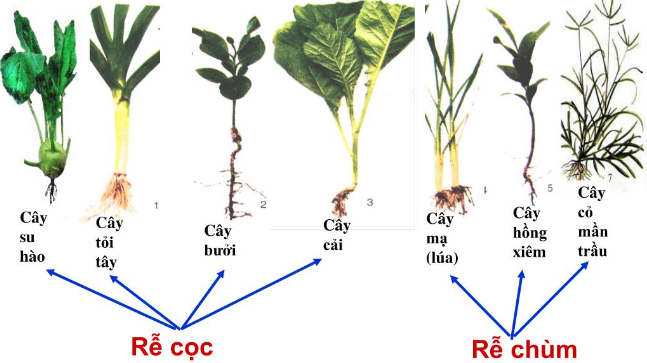 1
2
3
4
5
7
Cây
su
hào
Cây
tỏi
tây
Cây
bưởi
Cây
cải
Cây
mạ
(lúa)
Cây
hồng
xiêm
Cây
cỏ
mần
trầu
Rễ cọc
Rễ chùm